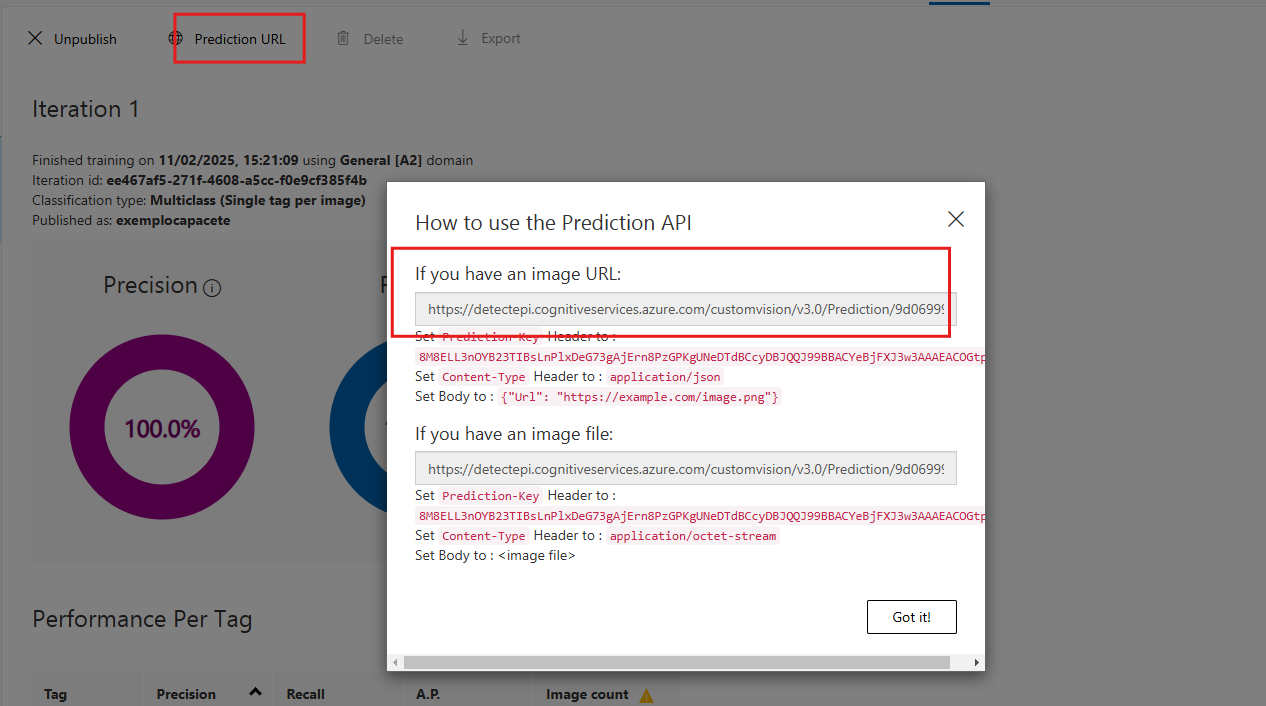 Unpublish Prediction URL Delete Export
Iteration 1
Finished training on 11/02/2025, 15:21:09 using General [A2] domain
Iteration id: ee467af5-271f-4608-a5cc-f0e9cf385f4b
Classification type: Multiclass (Single tag per image)
Published as: exemplocapacete
Precision
100.0%
How to use the Prediction API
If you have an image URL:
https://detectepi.cognitiveservices.azure.com/customvision/v3.0/Prediction/9d06999
Set Prediction-Key Header to :
8M8ELL3nOYB23TIBsLnPlxDeG73gAjErn8PzGPKgUNeDTdBCcyDBJQQJ99BBACYeBjFXJ3w3AAAEACOGtp
Set Content-Type Header to : application/json
Set Body to : {"Url": "https://example.com/image.png"}
If you have an image file:
https://detectepi.cognitiveservices.azure.com/customvision/v3.0/Prediction/9d06999
Set Prediction-Key Header to :
8M8ELL3nOYB23TIBsLnPlxDeG73gAjErn8PzGPKgUNeDTdBCcyDBJQQJ99BBACYeBjFXJ3w3AAAEACOGtp
Set Content-Type Header to : application/octet-stream
Set Body to : <image file>
Got it!
Performance Per Tag
Tag Precision Recall A.P. Image count